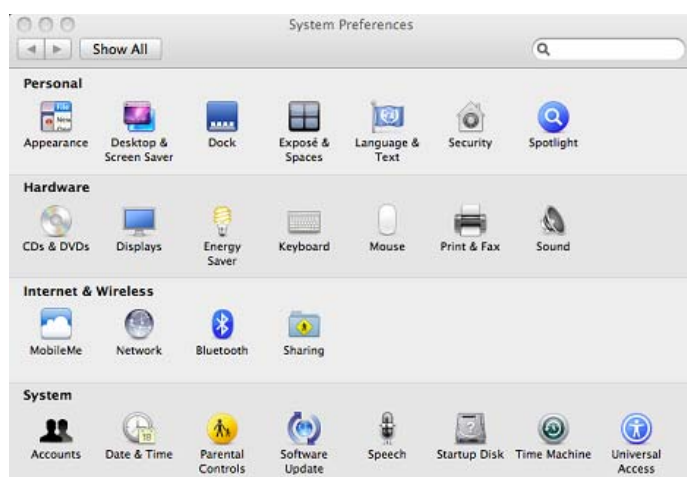 System Preferences
Show All
Personal
Appearance
Desktop &
Screen Saver
Dock
Exposé &
Spaces
Language &
Text
Security
Spotlight
Hardware
CDs & DVDs
Displays
Energy
Saver
Keyboard
Mouse
Print & Fax
Sound
Internet & Wireless
MobileMe
Network
Bluetooth
Sharing
System
Accounts
Date & Time
Parental
Controls
Software
Update
Speech
Startup Disk
Time Machine
Universal
Access